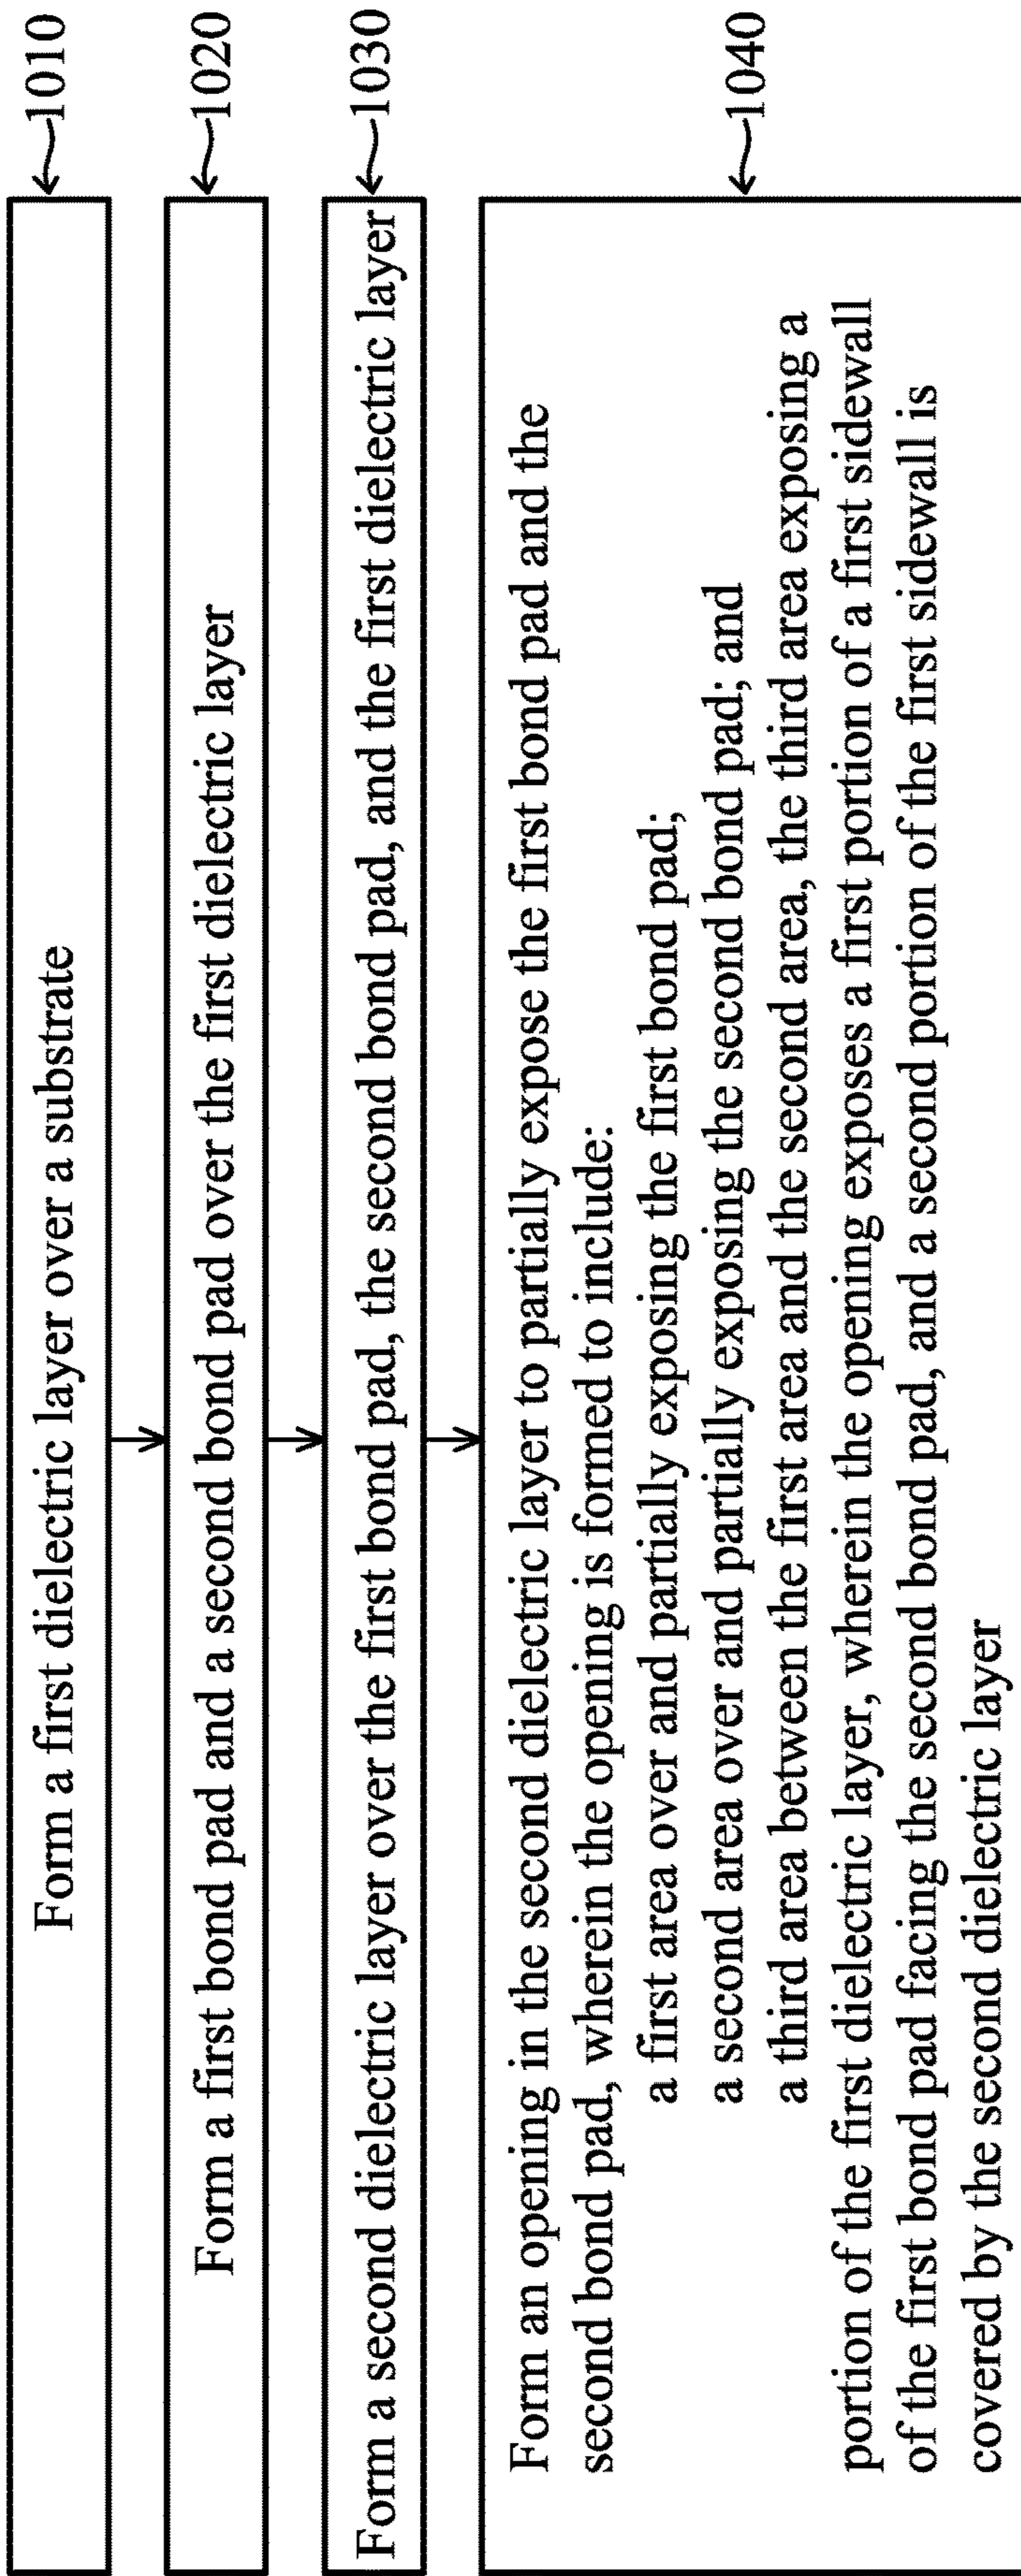 Form a first dielectric layer over a substrate
1010
Form a first bond pad and a second bond pad over the first dielectric layer
1020
Form a second dielectric layer over the first bond pad, the second bond pad, and the first dielectric layer
1030
Form an opening in the second dielectric layer to partially expose the first bond pad and the
second bond pad, wherein the opening is formed to include:
a first area over and partially exposing the first bond pad;
a second area over and partially exposing the second bond pad; and
a third area between the first area and the second area, the third area exposing a
portion of the first dielectric layer, wherein the opening exposes a first portion of a first sidewall
of the first bond pad facing the second bond pad, and a second portion of the first sidewall is
covered by the second dielectric layer
1040